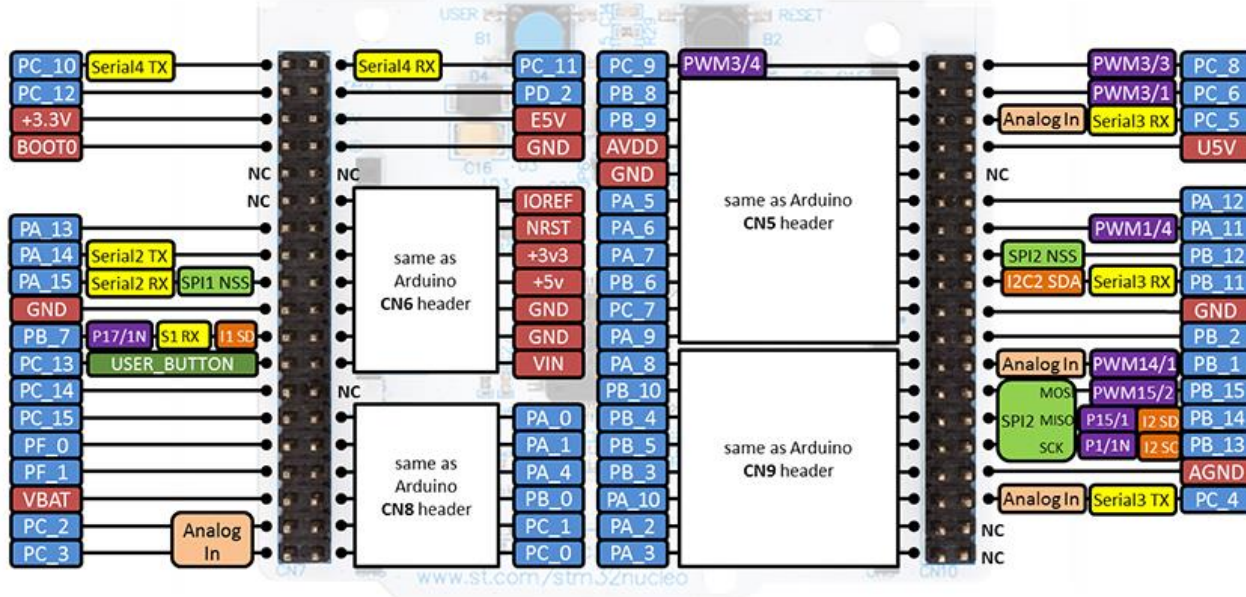 USER
B1
RESET
B2
PC_10 Serial4 TX
PC_12
+3.3V
BOOT0
NC
NC
PA_13
PA_14 Serial2 TX
PA_15 Serial2 RX SPI1 NSS
GND
PB_7 P17/1N S1 RX I1 SD
PC_13 USER_BUTTON
PC_14
PC_15
PF_0
PF_1
VBAT
PC_2
PC_3
Analog
In
CN7
Serial4 RX PC_11
PD_2
E5V
GND
NC
IOREF
NRST
+3v3
+5v
GND
GND
VIN
same as
Arduino
CN6 header
NC
PA_0
PA_1
PA_4
PB_0
PC_1
PC_0
same as
Arduino
CN8 header
D4
C16
R29
PC_9 PWM3/4
PB_8
PB_9
AVDD
GND
PA_5
PA_6
PA_7
PB_6
PC_7
PA_9
PA_8
PB_10
PB_4
PB_5
PB_3
PA_10
PA_2
PA_3
same as Arduino
CN5 header
same as Arduino
CN9 header
PWM3/3 PC_8
PWM3/1 PC_6
Analog In Serial3 RX PC_5
U5V
NC
PA_12
PWM1/4 PA_11
SPI2 NSS PB_12
I2C2 SDA Serial3 RX PB_11
GND
PB_2
Analog In PWM14/1 PB_1
MOSI PWM15/2 PB_15
SPI2 MISO P15/1 I2 SD PB_14
SCK P1/1N I2 SC PB_13
AGND
Analog In Serial3 TX PC_4
NC
NC
CN10
www.st.com/stm32nucleo